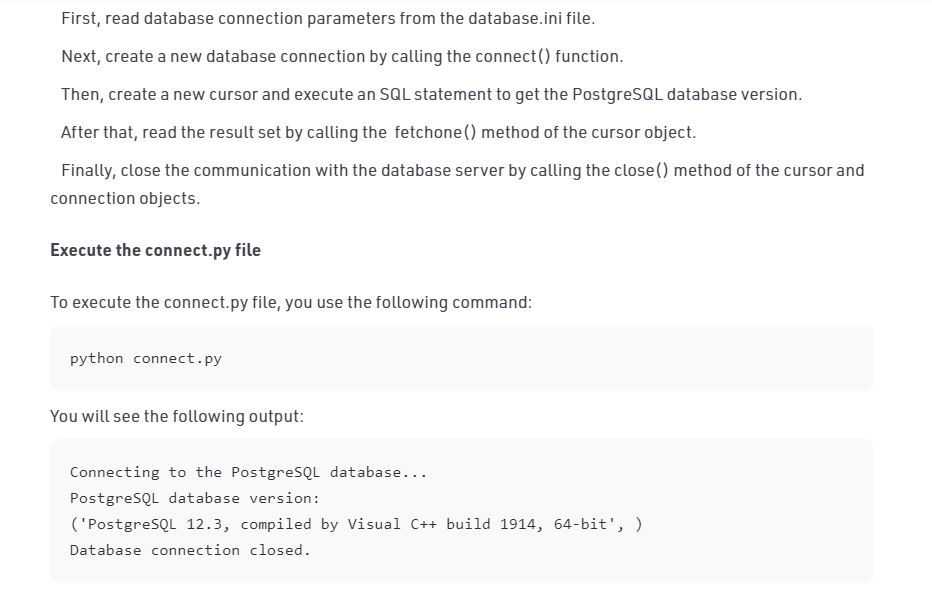 First, read database connection parameters from the database.ini file.
Next, create a new database connection by calling the connect() function.
Then, create a new cursor and execute an SQL statement to get the PostgreSQL database version.
After that, read the result set by calling the  fetchone() method of the cursor object.
Finally, close the communication with the database server by calling the close() method of the cursor and
connection objects.
Execute the connect.py file
To execute the connect.py file, you use the following command:
python connect.py
You will see the following output:
Connecting to the PostgreSQL database...
PostgreSQL database version:
('PostgreSQL 12.3, compiled by Visual C++ build 1914, 64-bit', )
Database connection closed.